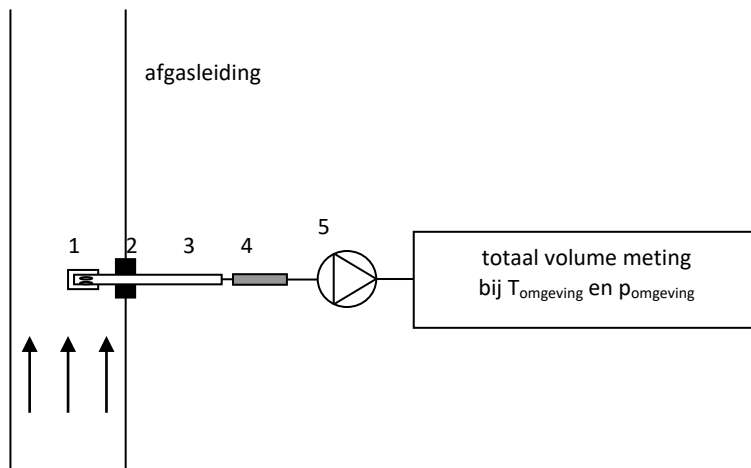 afgasleiding
1 2 3 4 5
totaal volume meting
bij Tomgeving en pomgeving